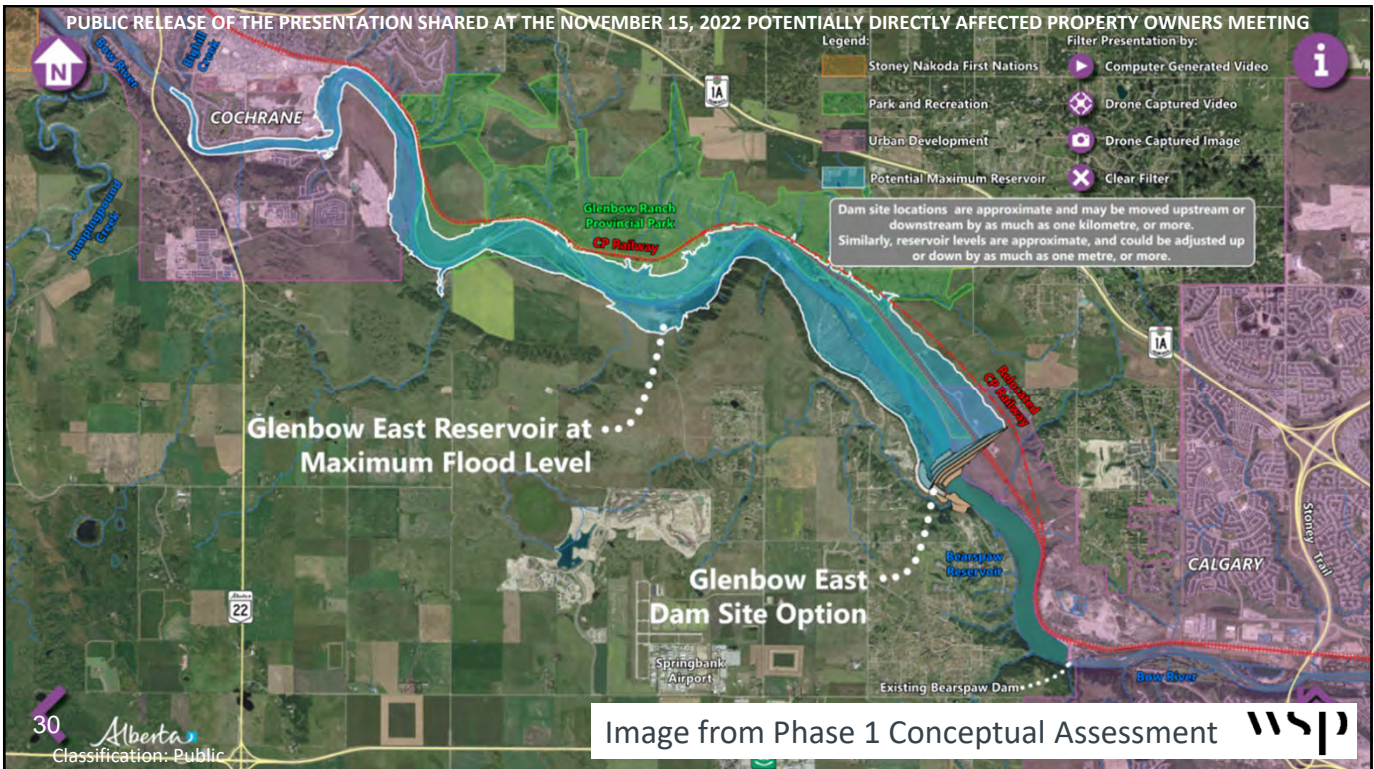 PUBLIC RELEASE OF THE PRESENTATION SHARED AT THE NOVEMBER 15, 2022 POTENTIALLY DIRECTLY AFFECTED PROPERTY OWNERS MEETING
N
Bow River
Bighill
Creek
COCHRANE
Jumpingpound
Creek
1A
Legend:
Stoney Nakoda First Nations
Park and Recreation
Urban Development
Potential Maximum Reservoir
Filter Presentation by:
Computer Generated Video
Drone Captured Video
Drone Captured Image
Clear Filter
i
Dam site locations are approximate and may be moved upstream or
downstream by as much as one kilometre, or more.
Similarly, reservoir levels are approximate, and could be adjusted up
or down by as much as one metre, or more.
Glenbow Ranch
Provincial Park
CP Railway
1A
Relocated
CP Railway
Glenbow East Reservoir at
Maximum Flood Level
Glenbow East
Dam Site Option
Bearspaw
Reservoir
CALGARY
Stoney Trail
Alberta
22
Springbank
Airport
Existing Bearspaw Dam
Bow River
30
Alberta
Classification: Public
Image from Phase 1 Conceptual Assessment
wsp